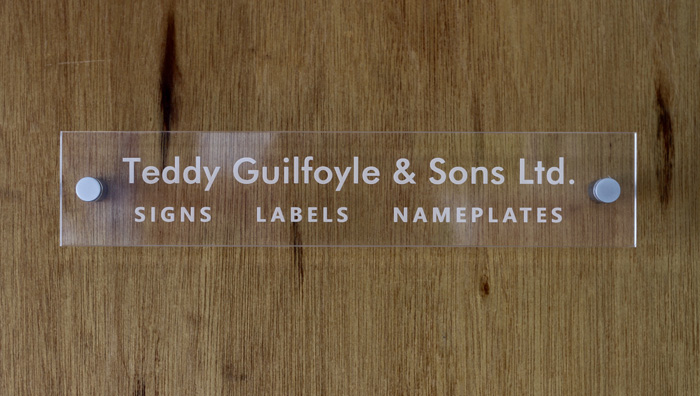 Teddy Guilfoyle & Sons Ltd.
SIGNS LABELS NAMEPLATES